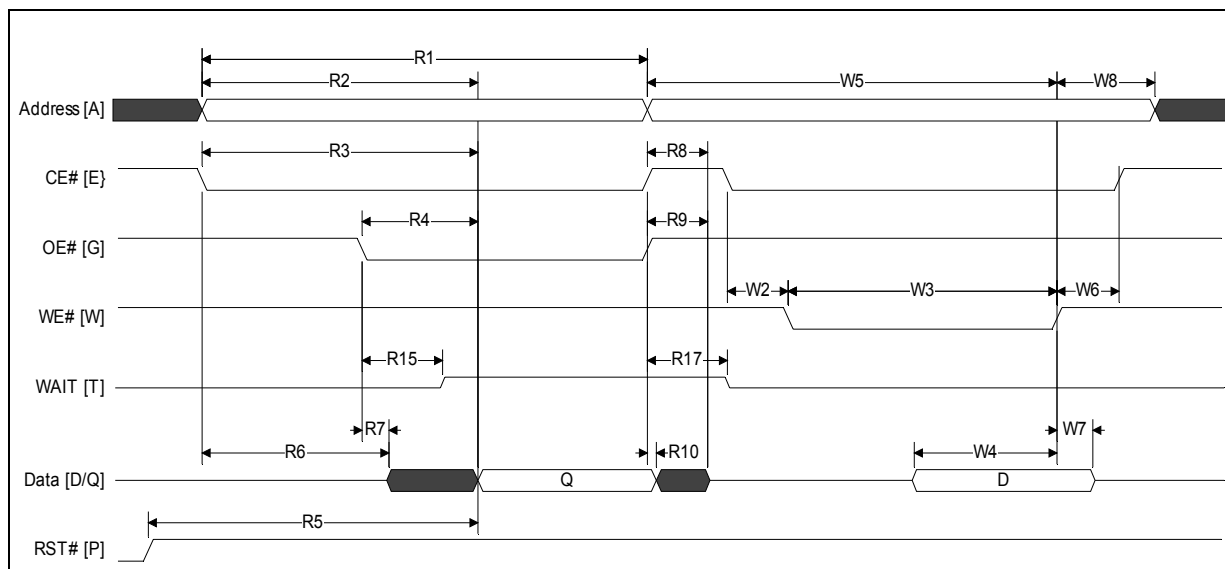 R1
R2 W5 W8
Address [A]
R3 R8
CE# [E}
R4 R9
OE# [G]
W2 W3 W6
WE# [W]
R15 R17
WAIT [T]
R7 W7
R6 R10 W4
Data [D/Q] Q D
R5
RST# [P]